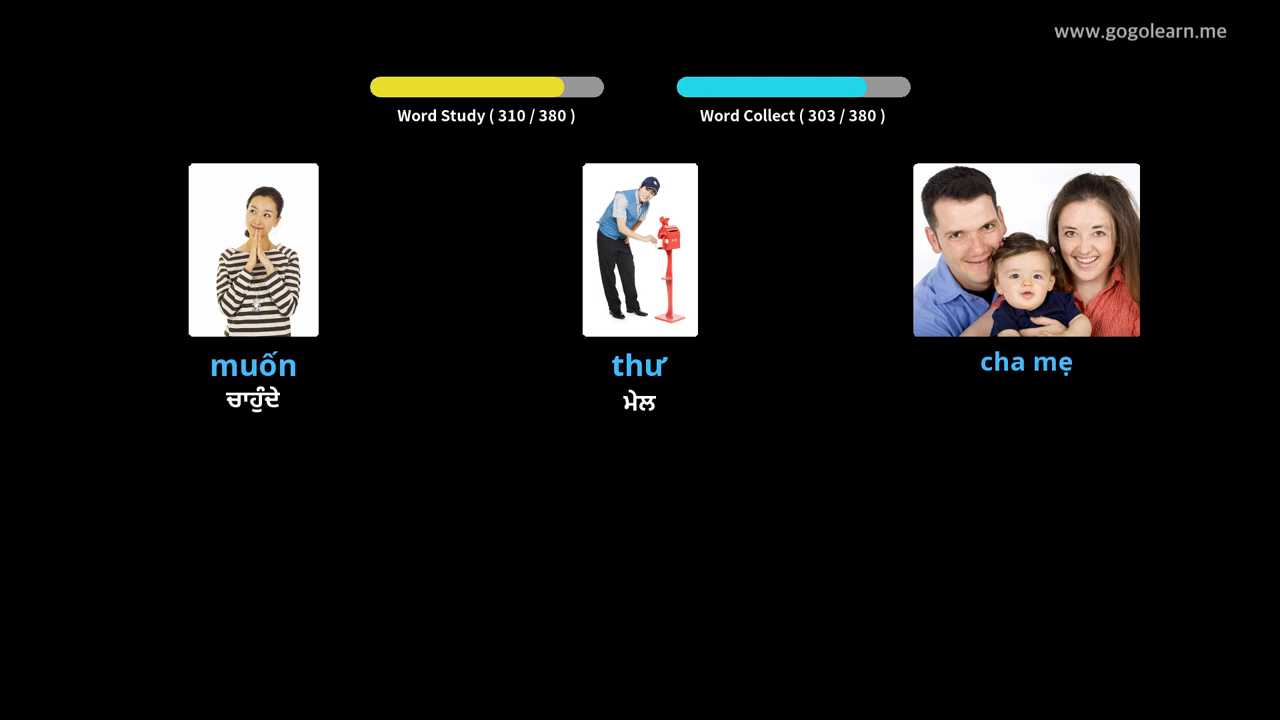 www.gogolearn.me
Word Study ( 310 / 380 )
Word Collect ( 303 / 380 )
muốn
ਚਾਹੁੰਦੇ
thư
ਮੇਲ
cha mẹ